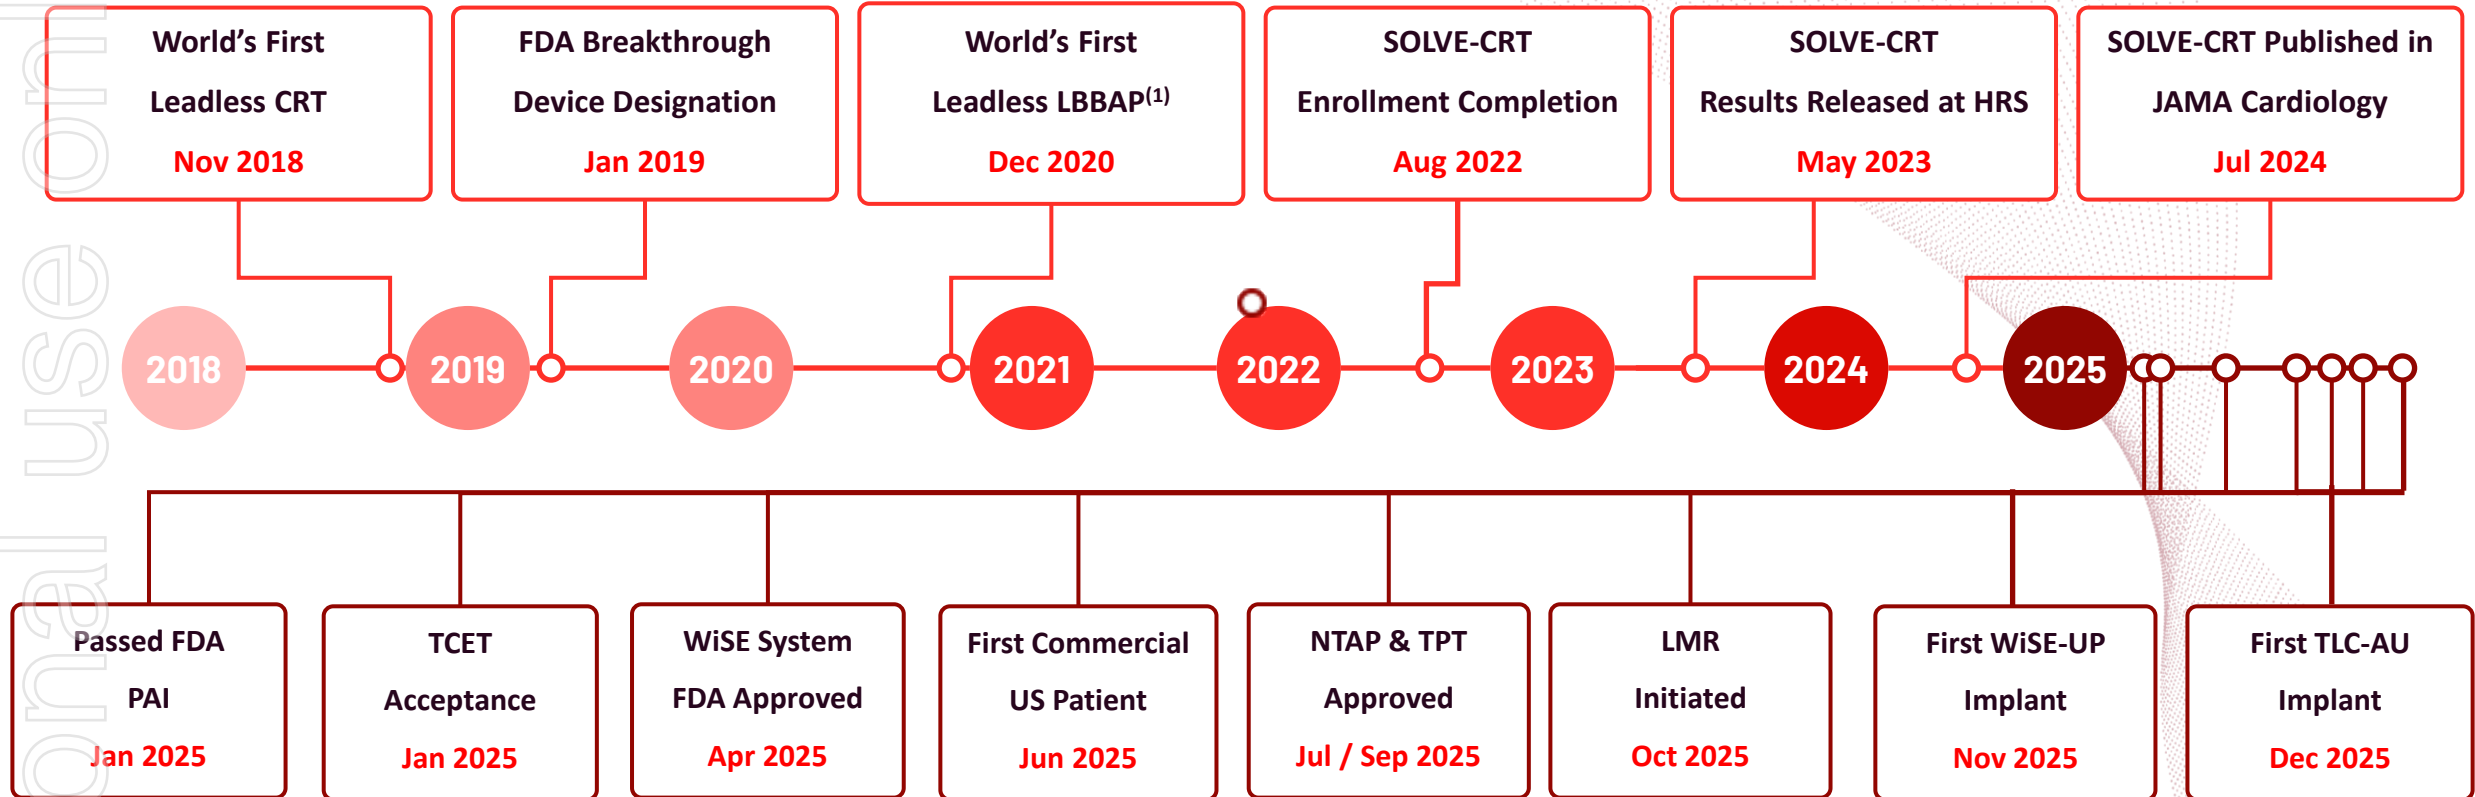 World's First
Leadless CRT
Nov 2018
FDA Breakthrough
Device Designation
Jan 2019
World's First
Leadless LBBAP(1)
Dec 2020
SOLVE-CRT
Enrollment Completion
Aug 2022
SOLVE-CRT
Results Released at HRS
May 2023
SOLVE-CRT Published in
JAMA Cardiology
Jul 2024
2018
2019
2020
2021
2022
2023
2024
2025
Passed FDA
PAI
Jan 2025
TCET
Acceptance
Jan 2025
WiSE System
FDA Approved
Apr 2025
First Commercial
US Patient
Jun 2025
NTAP & TPT
Approved
Jul / Sep 2025
LMR
Initiated
Oct 2025
First WiSE-UP
Implant
Nov 2025
First TLC-AU
Implant
Dec 2025
use